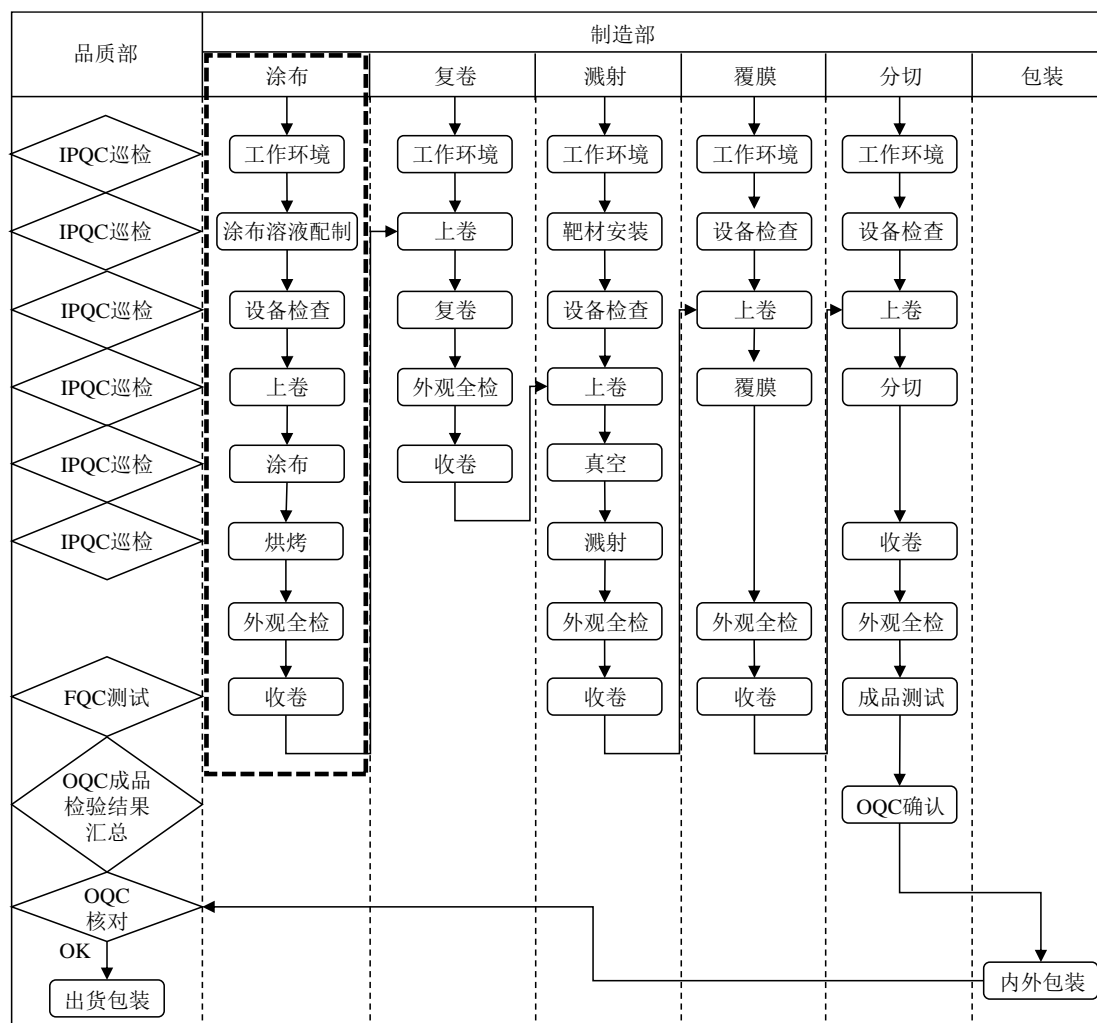 品质部
制造部
涂布
复卷
溅射
覆膜
分切
包装
IPQC巡检
工作环境
工作环境
工作环境
工作环境
工作环境
IPQC巡检
涂布溶液配制
上卷
靶材安装
设备检查
设备检查
IPQC巡检
设备检查
复卷
设备检查
上卷
上卷
IPQC巡检
上卷
外观全检
上卷
覆膜
分切
IPQC巡检
涂布
收卷
真空
IPQC巡检
烘烤
溅射
收卷
外观全检
外观全检
外观全检
外观全检
FQC测试
收卷
收卷
收卷
成品测试
OQC成品
检验结果
汇总
OQC确认
OQC
核对
OK
出货包装
内外包装